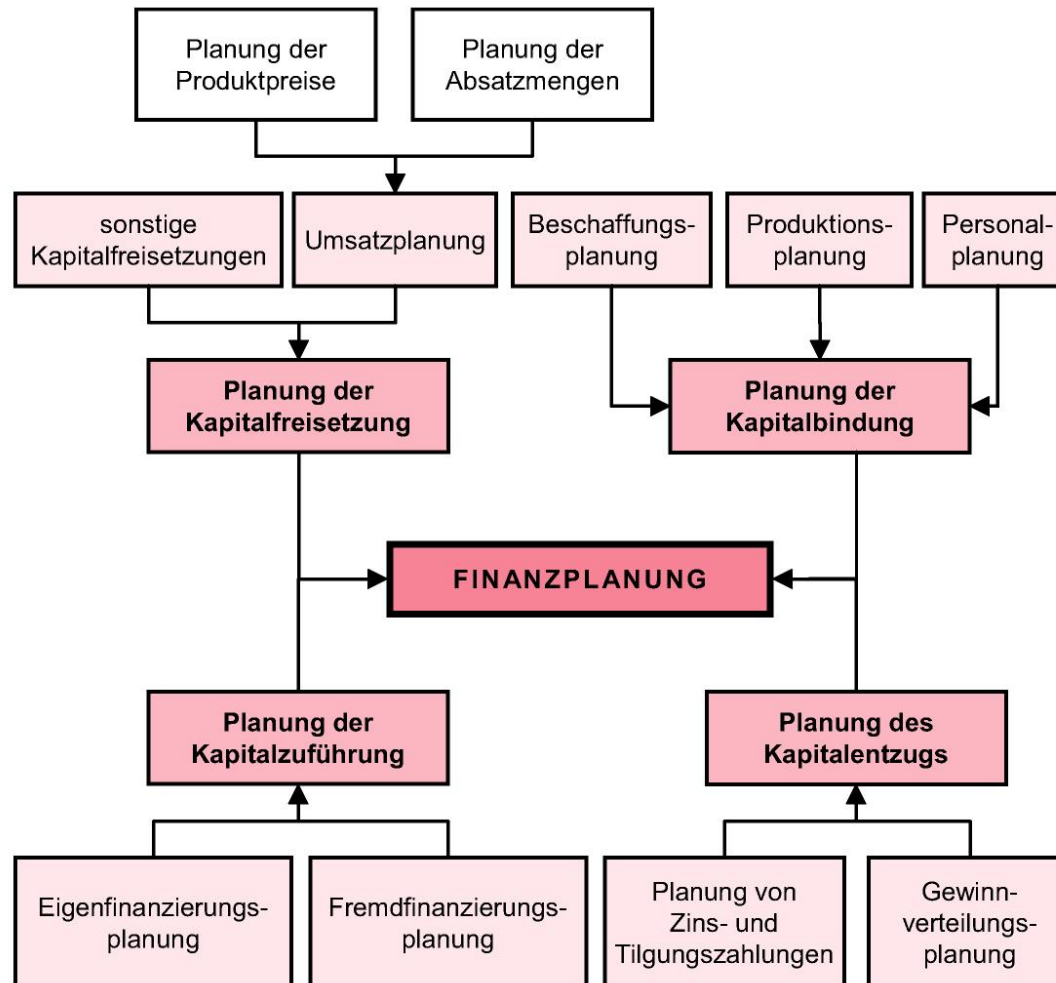 Planung der
Produktpreise
Planung der
Absatzmengen
sonstige
Kapitalfreisetzungen
Umsatzplanung
Beschaffungs-
planung
Produktions-
planung
Personal-
planung
Planung der
Kapitalfreisetzung
Planung der
Kapitalbindung
FINANZPLANUNG
Planung der
Kapitalzuführung
Planung des
Kapitalentzugs
Eigenfinanzierungs-
planung
Fremdfinanzierungs-
planung
Planung von
Zins- und
Tilgungszahlungen
Gewinn-
verteilungs-
planung